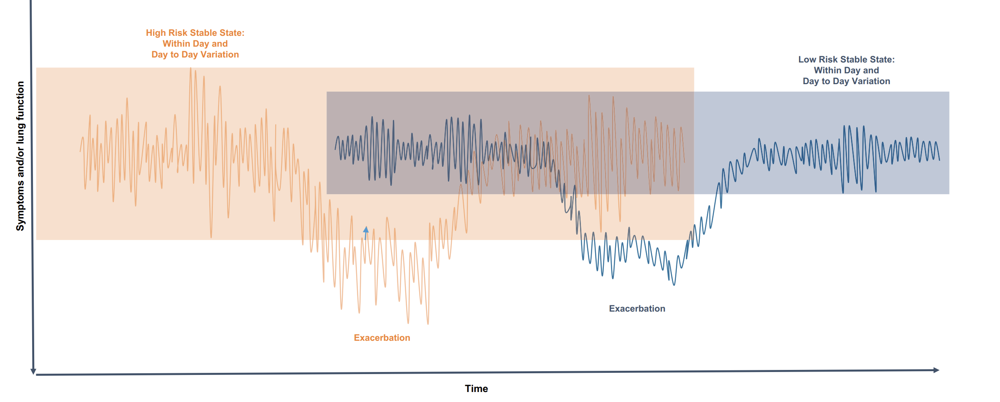 High Risk Stable State:
Within Day and
Day to Day Variation
Low Risk Stable State:
Within Day and
Day to Day Variation
Symptoms and/or lung function
Exacerbation
Exacerbation
Time